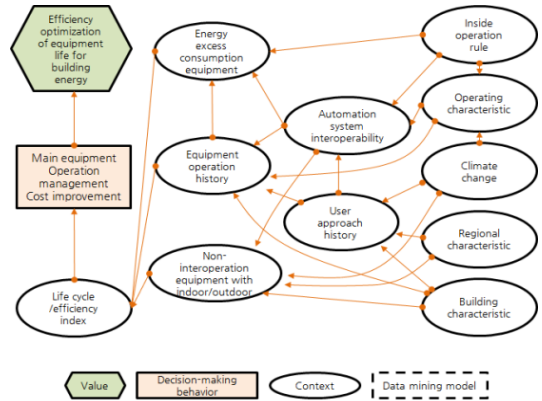 Efficiency
optimization
of equipment
life for
building
energy
Energy
excess
consumption
equipment
Inside
operation
rule
Operating
characteristic
Automation
system
interoperability
Main equipment
Operation
management
Cost improvement
Equipment
operation
history
Climate
change
User
approach
history
Regional
characteristic
Non-
interoperation
equipment with
indoor/outdoor
Life cycle
/efficiency
index
Building
characteristic
Value
Decision-making
behavior
Context
Data mining model